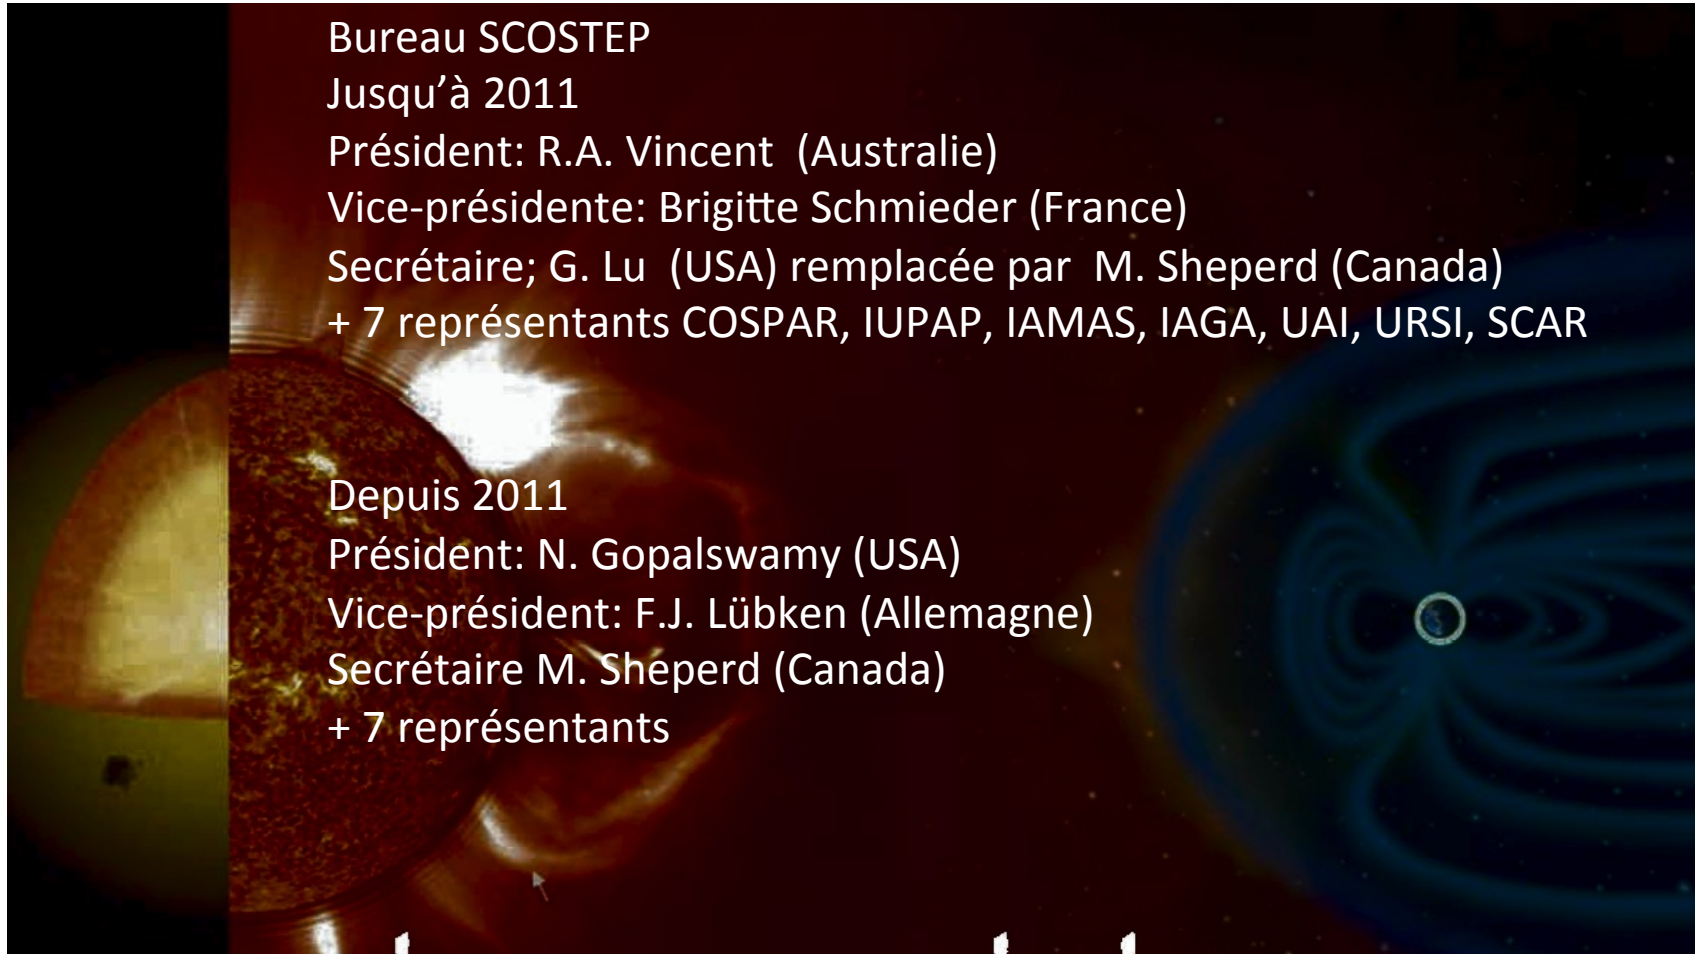 Bureau SCOSTEP
Jusqu’à 2011
Président: R.A. Vincent  (Australie)
Vice-présidente: Brigitte Schmieder (France)
Secrétaire; G. Lu  (USA) remplacée par  M. Sheperd (Canada)
+ 7 représentants COSPAR, IUPAP, IAMAS, IAGA, UAI, URSI, SCAR
Depuis 2011
Président: N. Gopalswamy (USA)
Vice-président: F.J. Lübken (Allemagne)
Secrétaire M. Sheperd (Canada)
+ 7 représentants